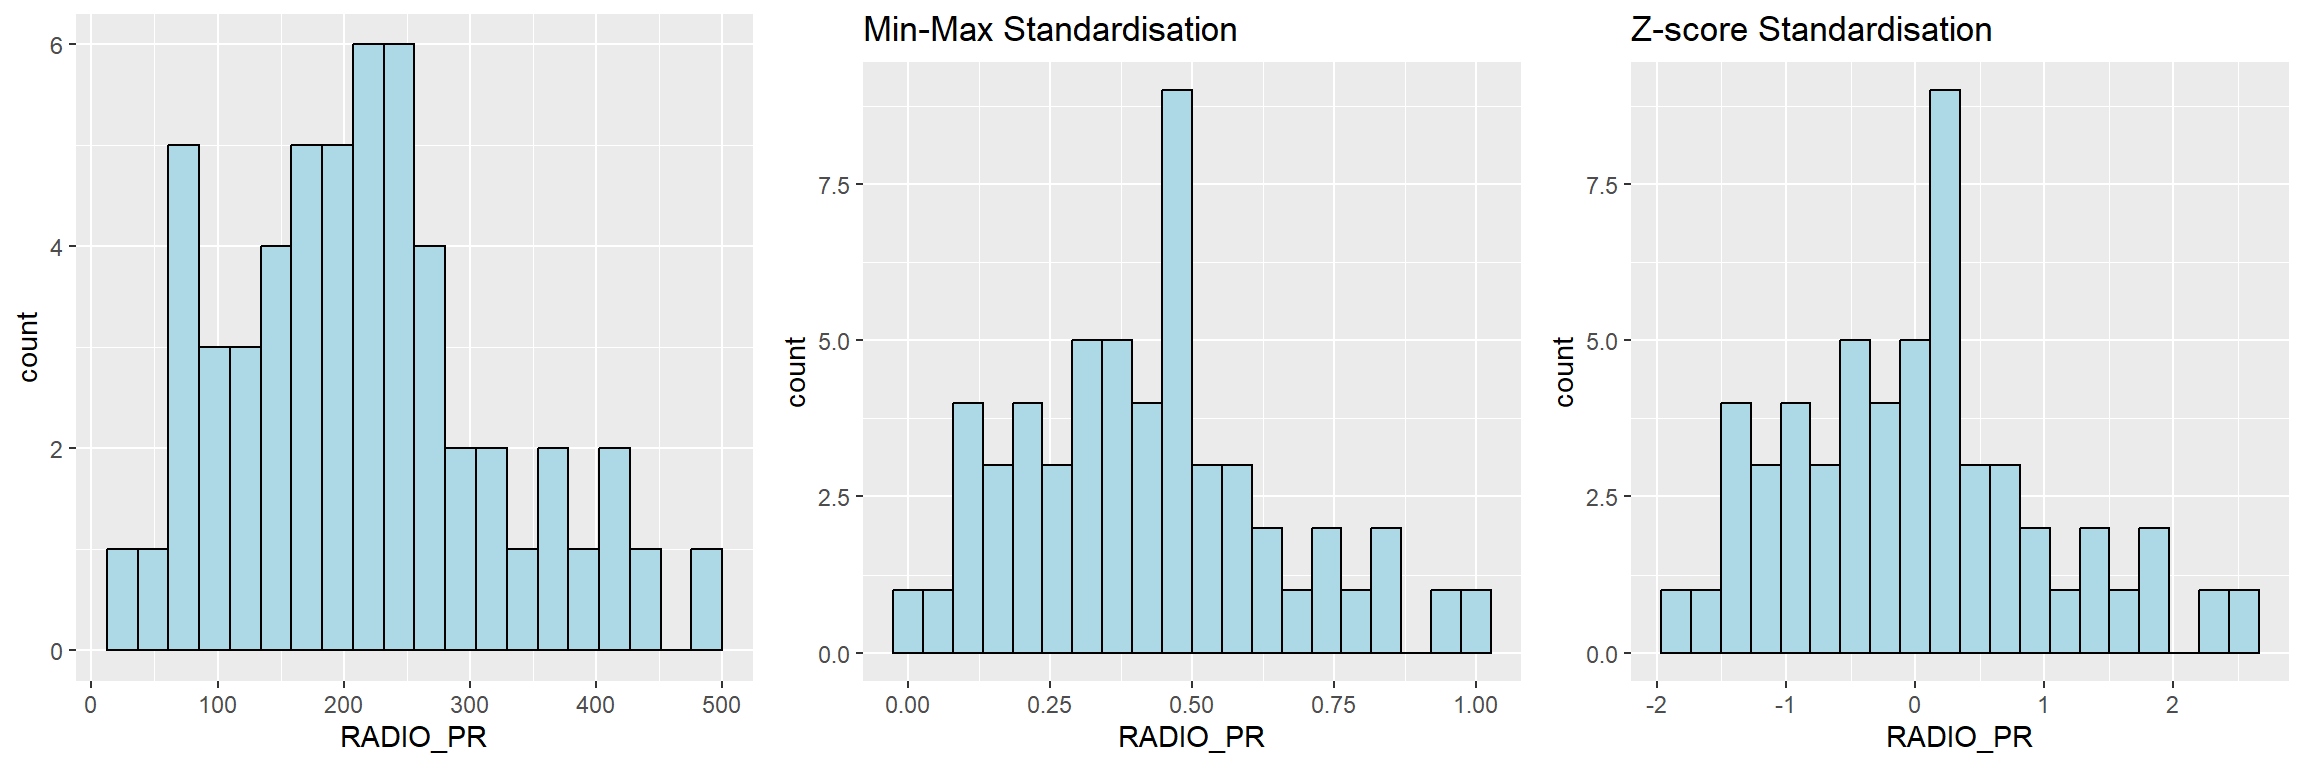 6
4
2
0
count
0 100 200 300 400 500
RADIO_PR
Min-Max Standardisation
7.5
5.0
2.5
0.0
count
0.00 0.25 0.50 0.75 1.00
RADIO_PR
Z-score Standardisation
7.5
5.0
2.5
0.0
count
-2 -1 0 1 2
RADIO_PR